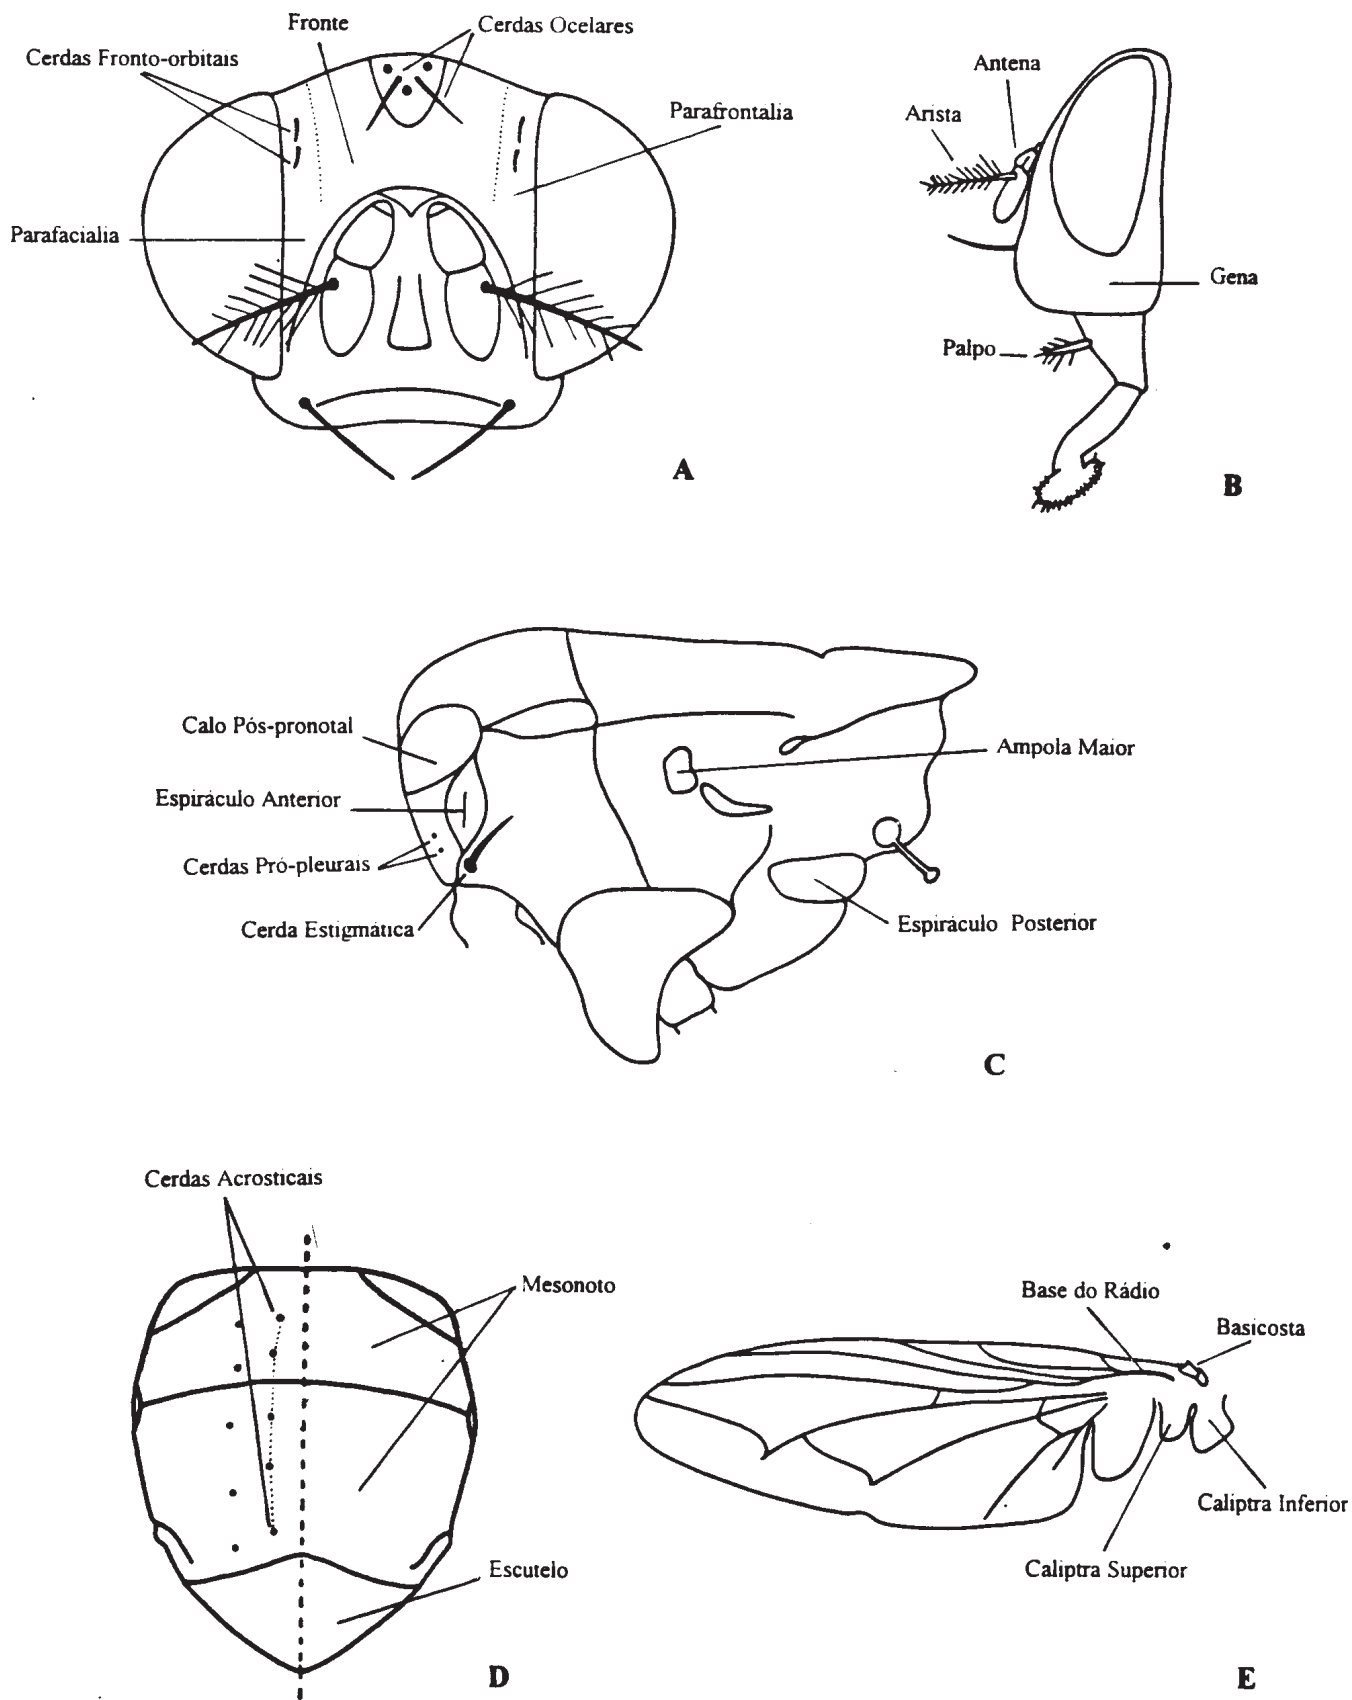 Fronte
Cerdas Ocelares
Cerdas Fronto-orbitais
Parafrontalia
Parafacialia
A
Antena
Arista
Gena
Palpo
B
Calo Pós-pronotal
Ampola Maior
Espiráculo Anterior
Cerdas Pró-pleurais
Cerda Estigmática
Espiráculo Posterior
C
Cerdas Acrosticais
Mesonoto
Escutelo
D
Base do Rádio
Basicosta
Caliptra Inferior
Caliptra Superior
E